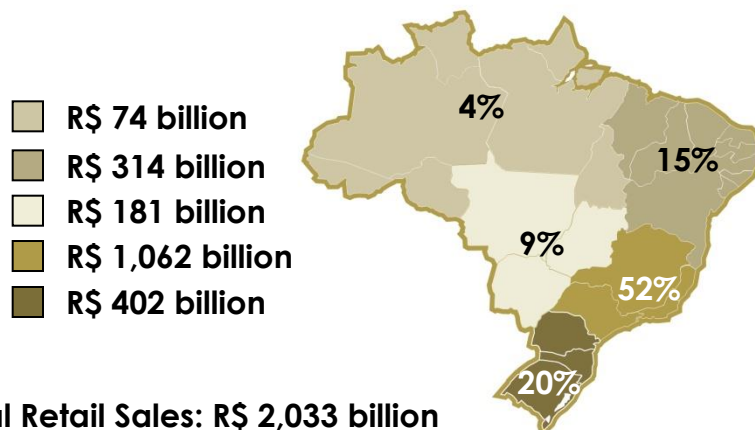 4%
R$ 74 billion
R$ 314 billion
15%
R$ 181 billion
9%
R$ 1,062 billion
52%
R$ 402 billion
20%
Retail Sales: R$ 2,033 billion